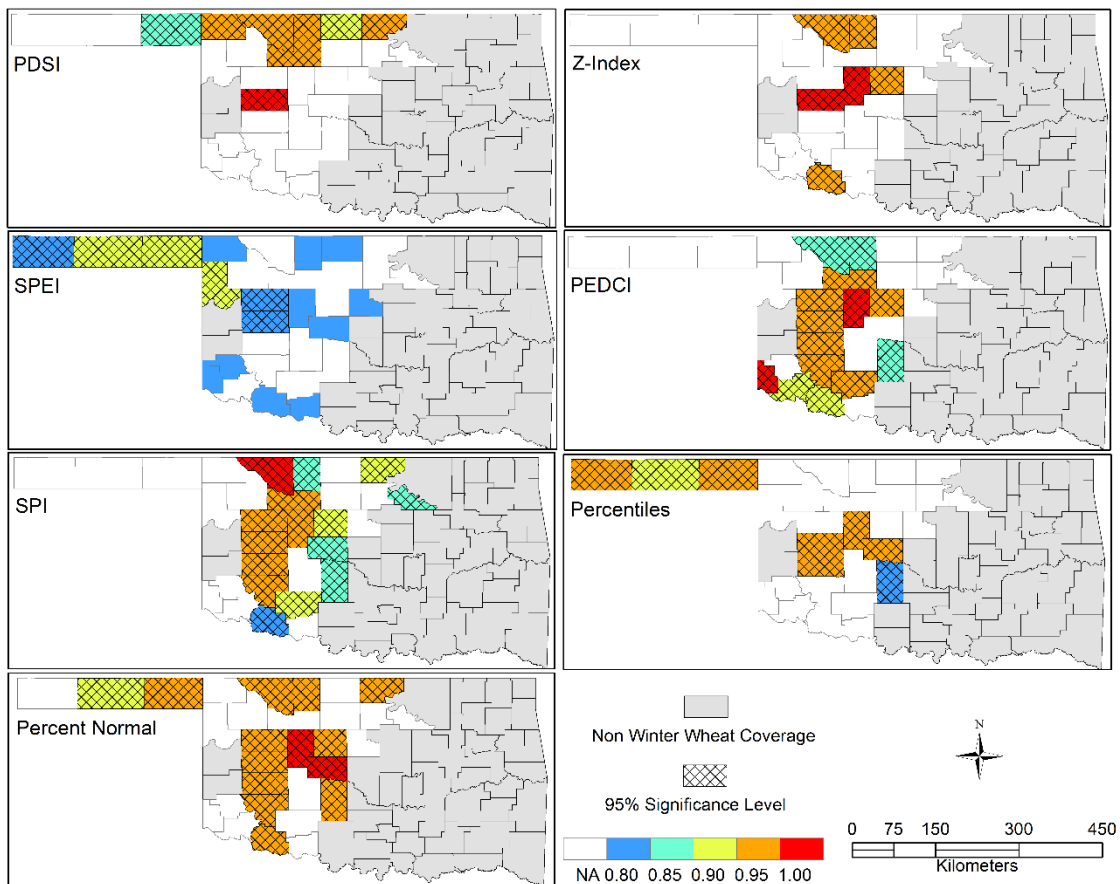 PDSI
Z-Index
SPEI
PEDCI
SPI
Percentiles
Percent Normal
Non Winter Wheat Coverage
95% Significance Level
NA 0.80 0.85 0.90 0.95 1.00
N
0 75 150 300 450
Kilometers